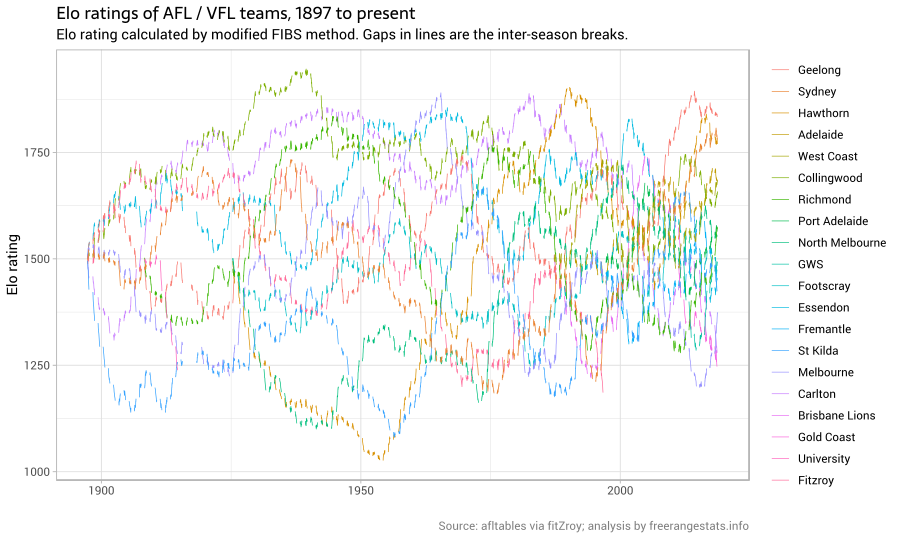 Elo ratings of AFL / VFL teams, 1897 to present
Elo rating calculated by modified FIBS method. Gaps in lines are the inter-season breaks.
Elo rating
1750
1500
1250
1000
1900
1950
2000
Geelong
Sydney
Hawthorn
Adelaide
West Coast
Collingwood
Richmond
Port Adelaide
North Melbourne
GWS
Footscray
Essendon
Fremantle
St Kilda
Melbourne
Carlton
Brisbane Lions
Gold Coast
University
Fitzroy
Source: afltables via fitZroy; analysis by freerangestats.info